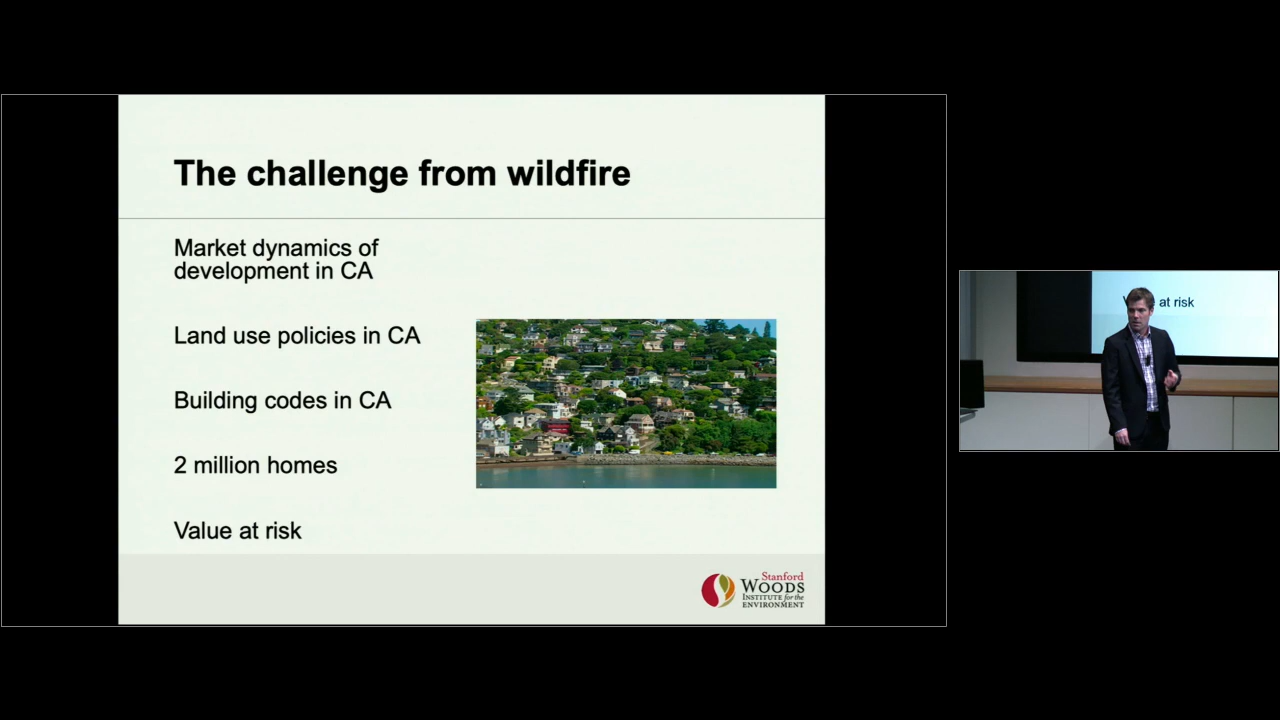 The challenge from wildfire
Market dynamics of
development in CA
Land use policies in CA
Building codes in CA
2 million homes
Value at risk
Stanford
WOODS
INSTITUTE for the
ENVIRONMENT
at risk